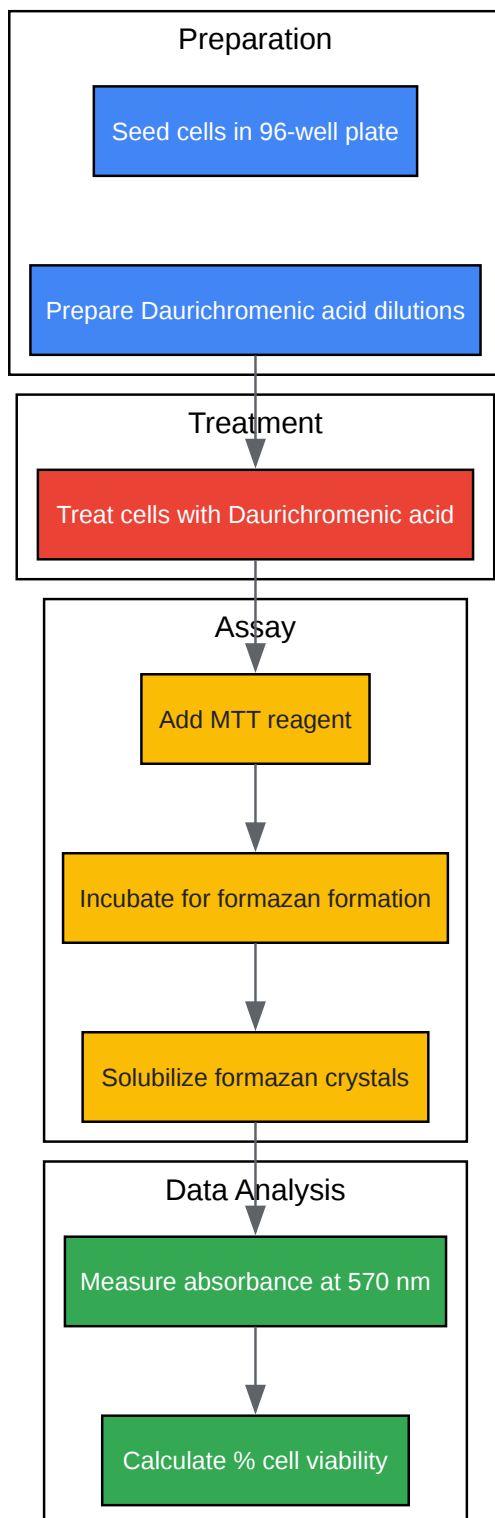 Preparation
Seed cells in 96-well plate
Prepare Daurichromenic acid dilutions
Treatment
Treat cells with Daurichromenic acid
Assay
Add MTT reagent
Incubate for formazan formation
Solubilize formazan crystals
Data Analysis
Measure absorbance at 570 nm
Calculate % cell viability